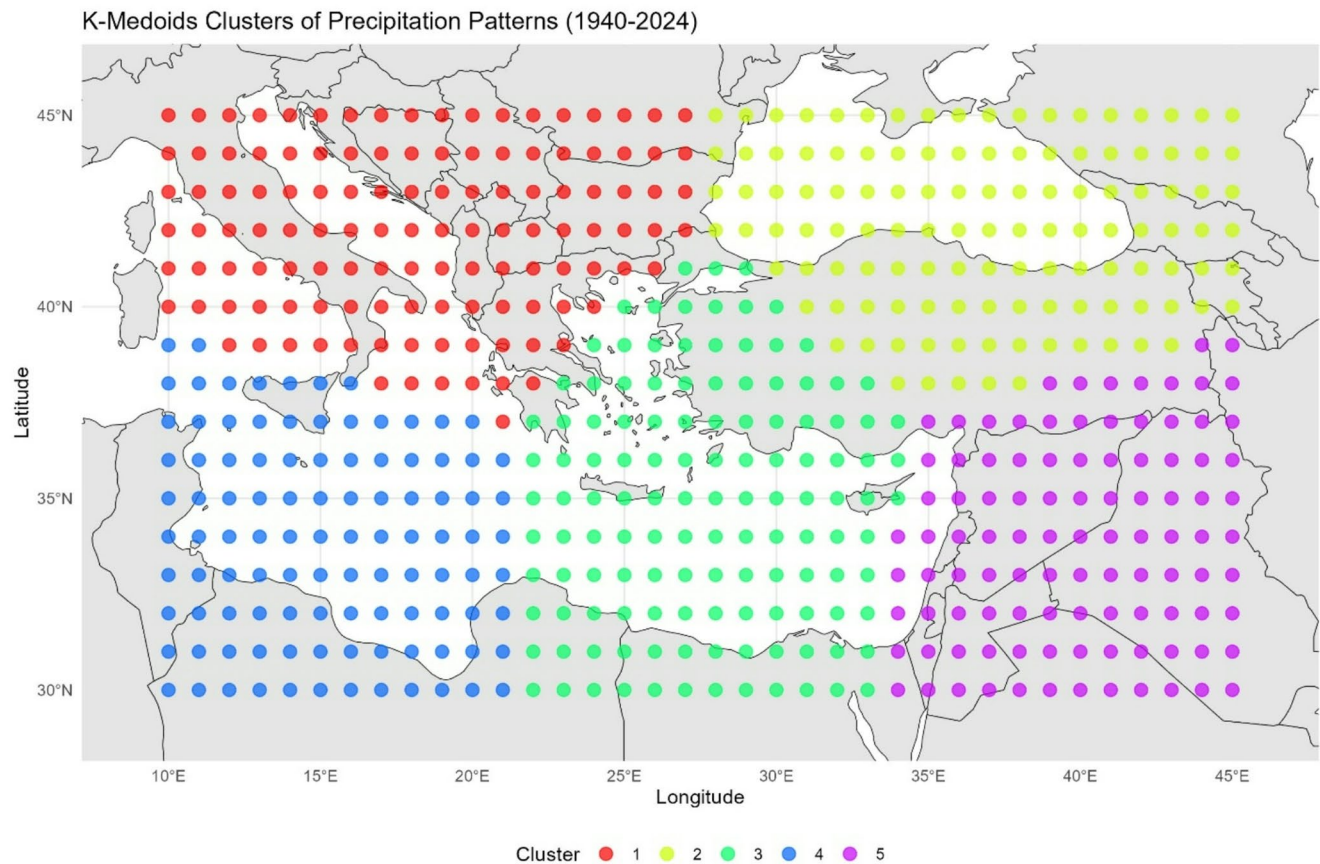 K-Medoids Clusters of Precipitation Patterns (1940-2024)
Latitude
45°N
40°N
35°N
30°N
10°E 15°E 20°E 25°E 30°E 35°E 40°E 45°E
Longitude
Cluster 1 2 3 4 5